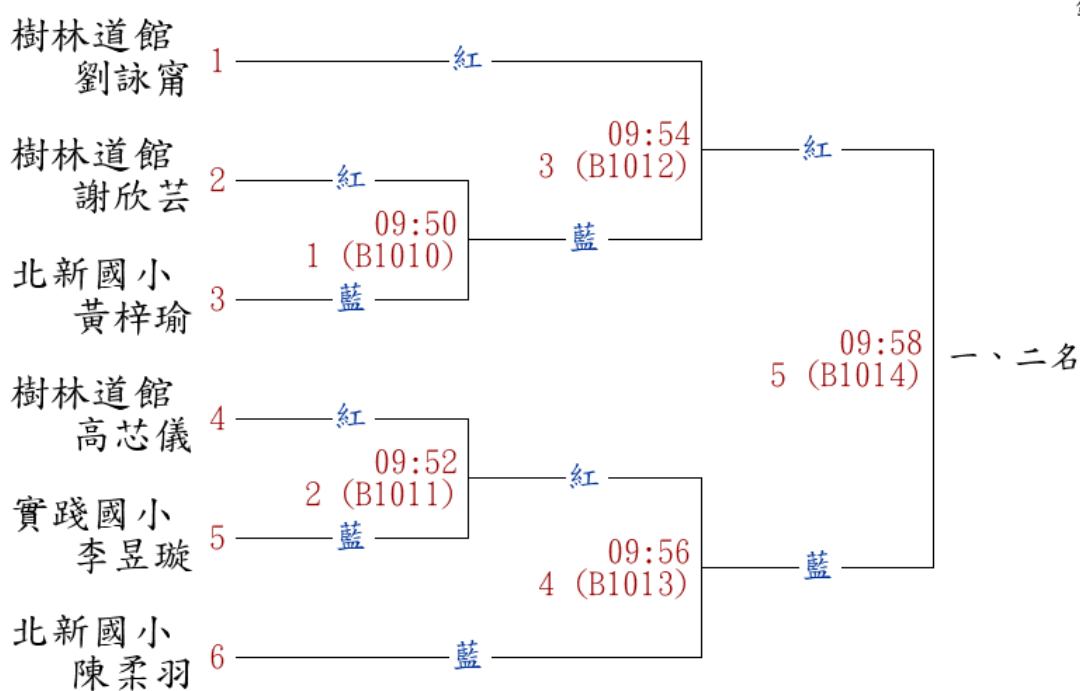 樹林道館
劉詠甯
1
紅
09:54
3 (B1012)
紅
樹林道館
謝欣芸
2
紅
09:50
1 (B1010)
藍
北新國小
黃梓瑜
3
藍
09:58
5 (B1014)
一、二名
樹林道館
高芯儀
4
紅
09:52
2 (B1011)
紅
實踐國小
李昱璇
5
藍
09:56
4 (B1013)
藍
北新國小
陳柔羽
6
藍